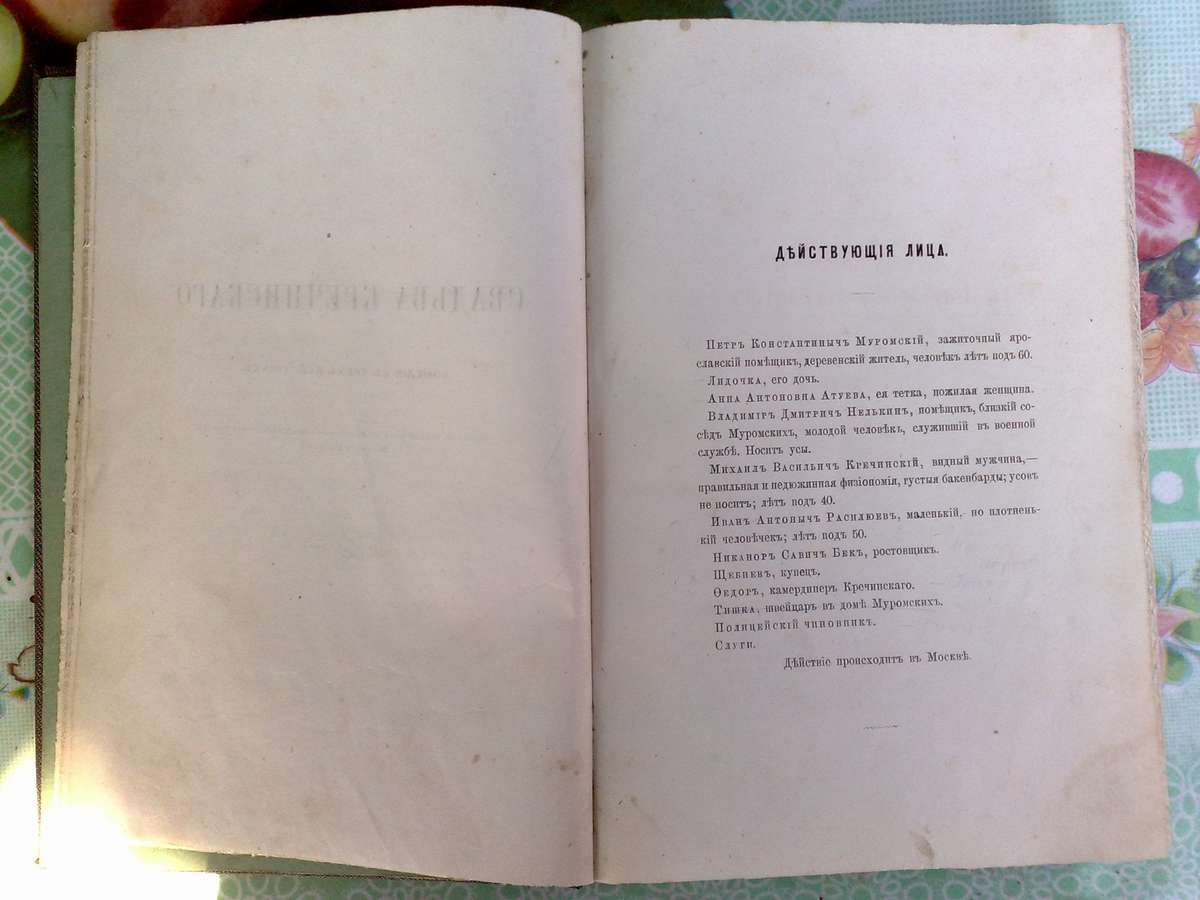 СВАДЬБА КРЕЧИНСКАГО
ДѢЙСТВУЮЩІЯ ЛИЦА.
Петръ Константинычъ Муромскій, зажиточный яро-
славскій помѣщикъ, деревенскій житель, человѣкъ лѣтъ подъ 60.
Лидочка, его дочь.
Анна Антоновна Атуева, ея тетка, пожилая женщина.
Владиміръ Дмитричъ Нелькинъ, помѣщикъ, близкій со-
сѣдъ Муромскихъ, молодой человѣкъ, служившій въ военной
службѣ. Носитъ усы.
Михаилъ Васильичъ Кречинскій, видный мужчина,—
правильная и недюжинная физіономія, густыя бакенбарды; усовъ
не носитъ; лѣтъ подъ 40.
Иванъ Антонычъ Расплюевъ, маленькій, но плотнень-
кій человѣчекъ; лѣтъ подъ 50.
Никаноръ Савичъ Бекъ, ростовщикъ.
Щебневъ, купецъ.
Ѳедоръ, камердинеръ Кречинскаго.
Тишка, швейцаръ въ домѣ Муромскихъ.
Полицейскій чиновникъ.
Слуги.
Дѣйствіе происходитъ въ Москвѣ.